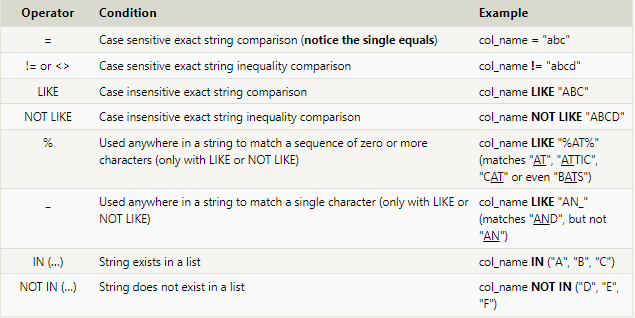 Operator Condition Example
= Case sensitive exact string comparison (notice the single equals) col_name = "abc"
!= or <> Case sensitive exact string inequality comparison col_name != "abcd"
LIKE Case insensitive exact string comparison col_name LIKE "ABC"
NOT LIKE Case insensitive exact string inequality comparison col_name NOT LIKE "ABCD"
% Used anywhere in a string to match a sequence of zero or more col_name LIKE "%AT%"
characters (only with LIKE or NOT LIKE) (matches "AT", "ATTIC",
"CAT" or even "BATS")
_ Used anywhere in a string to match a single character (only with LIKE or col_name LIKE "AN_"
NOT LIKE) (matches "AND", but not
"AN")
IN (...) String exists in a list col_name IN ("A", "B", "C")
NOT IN (...) String does not exist in a list col_name NOT IN ("D", "E",
"F")